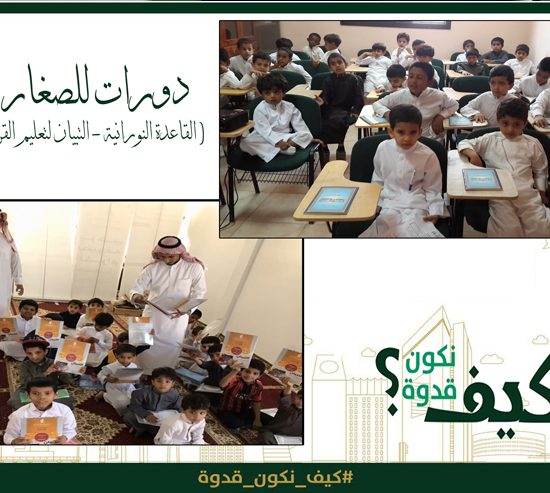 دورات للصغار
(القاعدة النورانية - التبيان لتعليم
كيف
نكون
قدوة
؟
#كيف_نكون_قدوة